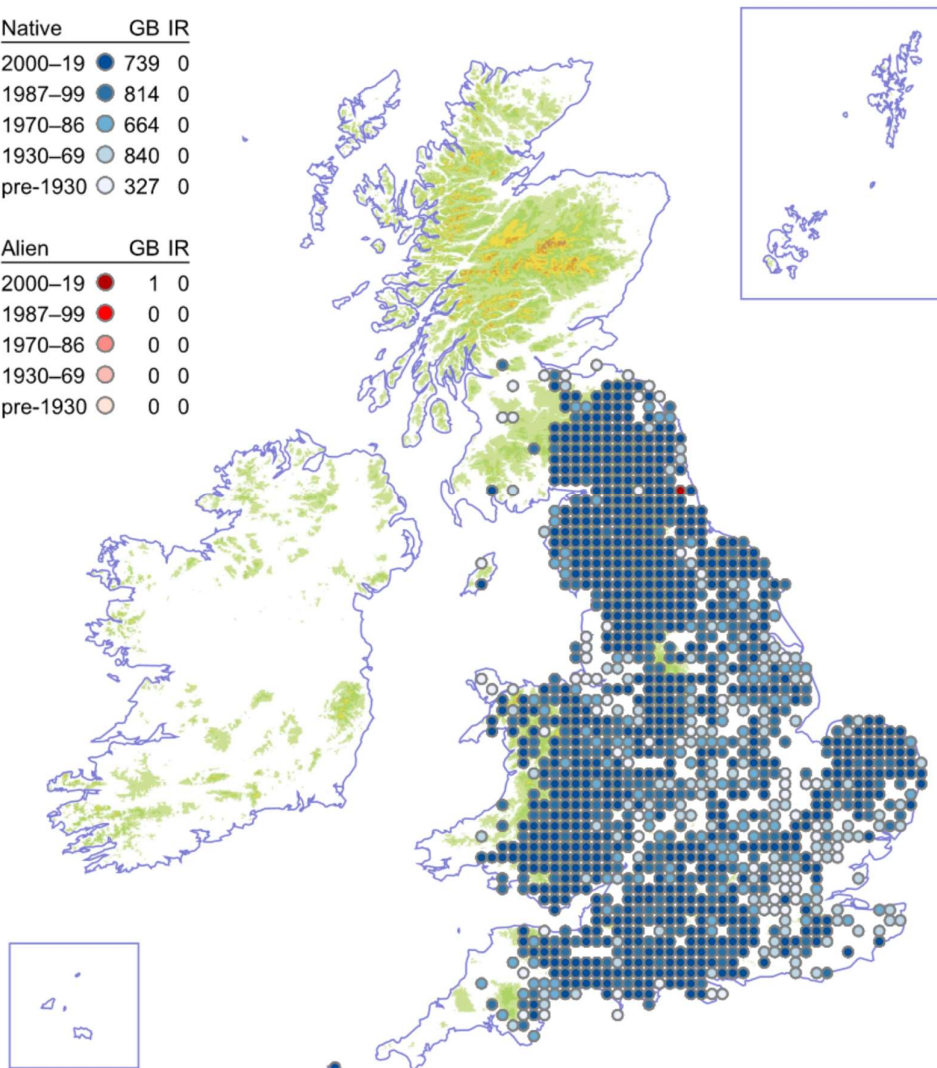 Native GB IR
2000–19 739 0
1987–99 814 0
1970–86 664 0
1930–69 840 0
pre-1930 327 0
Alien GB IR
2000–19 1 0
1987–99 0 0
1970–86 0 0
1930–69 0 0
pre-1930 0 0